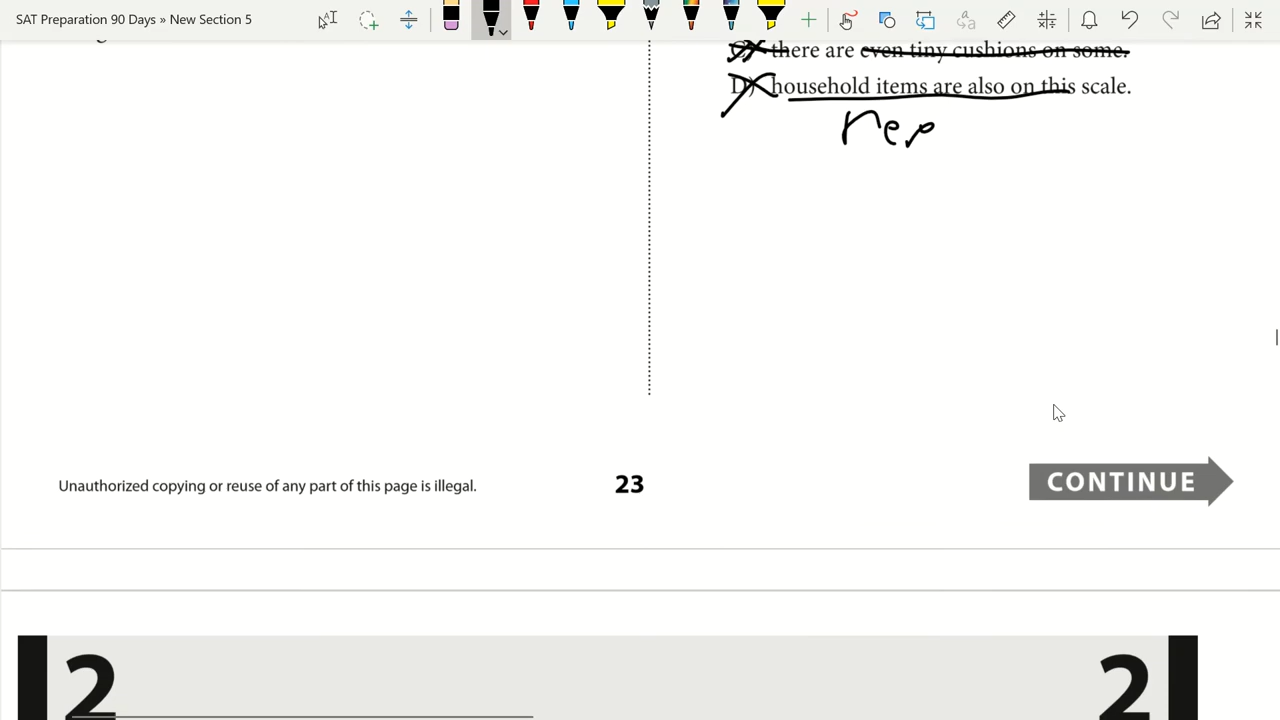 SAT Preparation 90 Days » New Section 5
there are even tiny cushions on some.
D) household items are also on this scale.
rep
Unauthorized copying or reuse of any part of this page is illegal.
23
CONTINUE
2
2